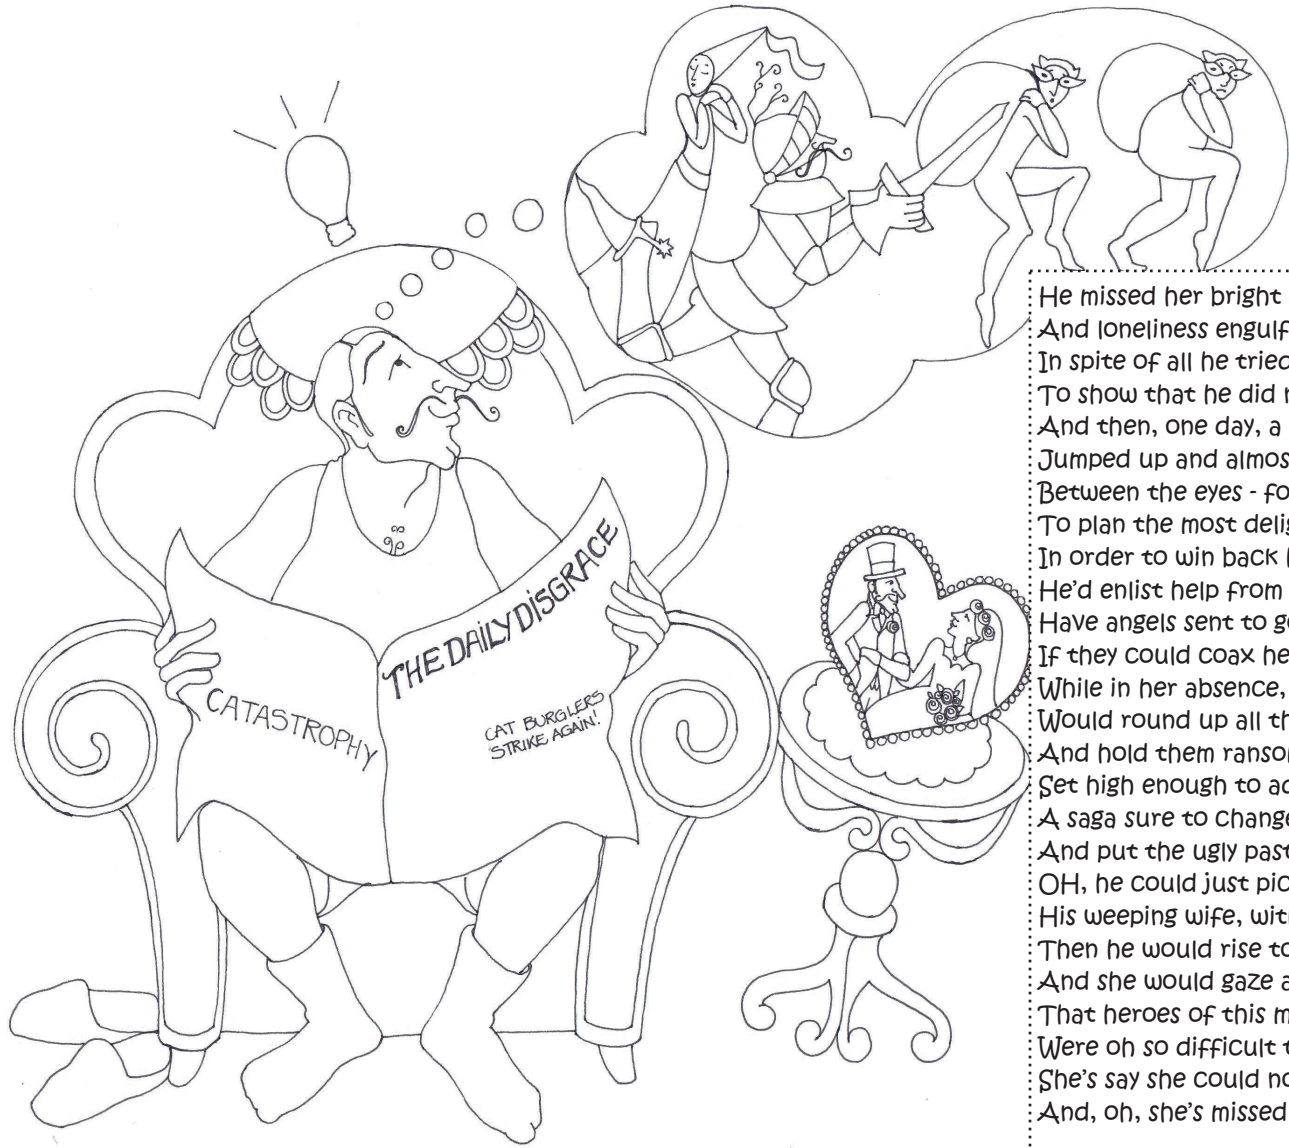 CATASTROPHY
THE DAILY DISGRACE
CAT BURGLERS
STRIKE AGAIN!
He missed her bright
And loneliness engulf
In spite of all he tried
To show that he did
And then, one day, a
Jumped up and almos
Between the eyes - fo
To plan the most delig
In order to win back
He'd enlist help from
Have angels sent to g
If they could coax he
While in her absence,
Would round up all th
And hold them ranso
Set high enough to a
A saga sure to change
And put the ugly past
OH, he could just pic
His weeping wife, wit
Then he would rise to
And she would gaze a
That heroes of this m
Were oh so difficult t
She's say she could no
And, oh, she's missed